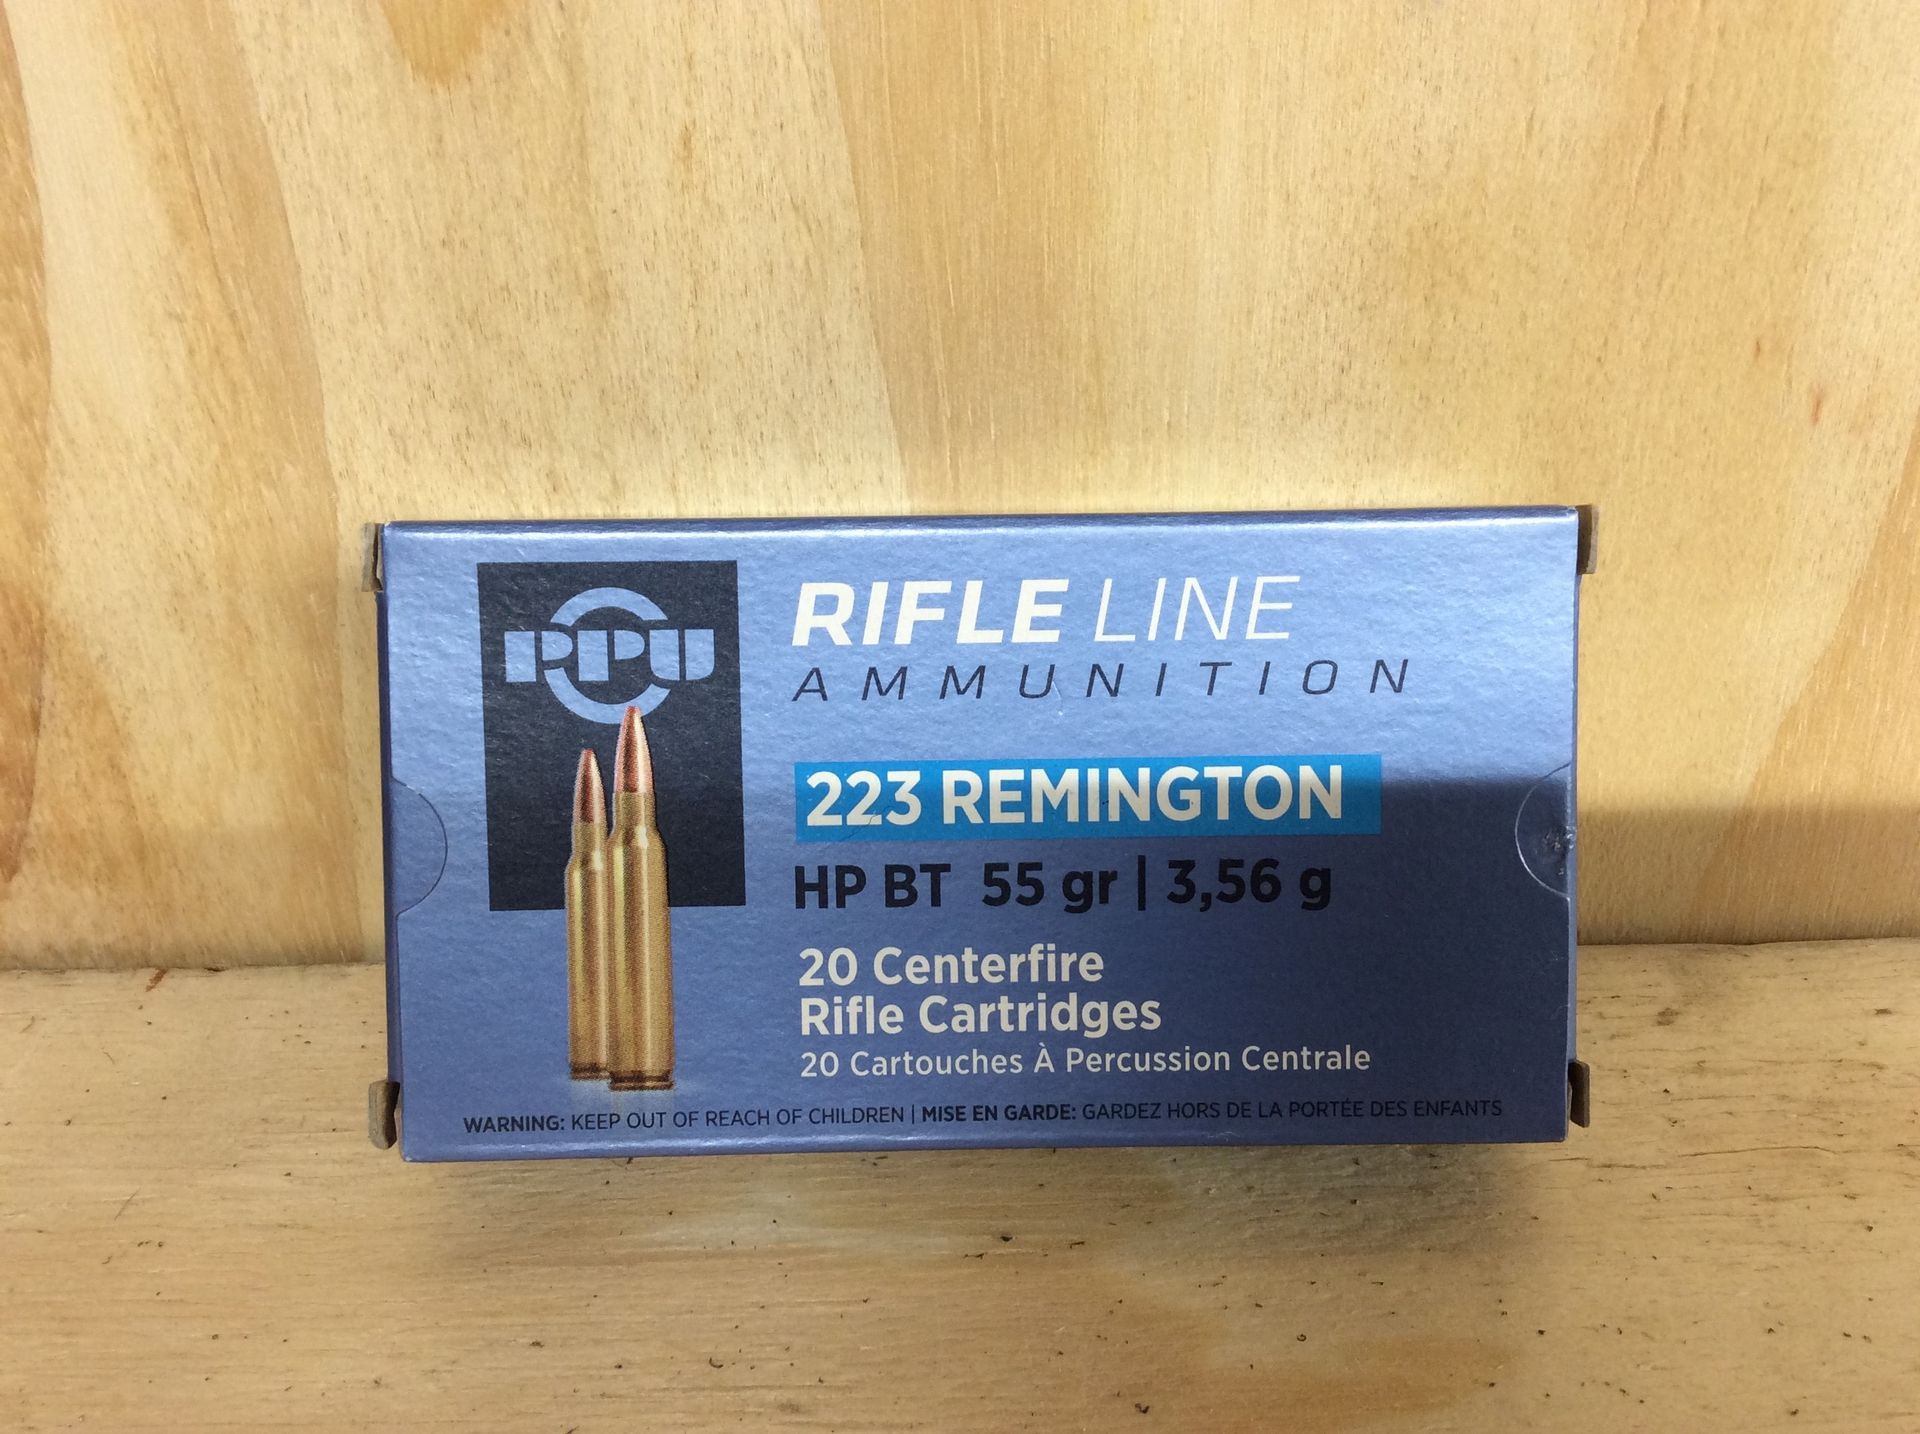 PPU
RIFLE LINE
AMMUNITION
223 REMINGTON
HP BT 55 gr | 3,56 g
20 Centerfire
Rifle Cartridges
20 Cartouches À Percussion Centrale
WARNING: KEEP OUT OF REACH OF CHILDREN | MISE EN GARDE: GARDEZ HORS DE LA PORTÉE DES ENFANTS